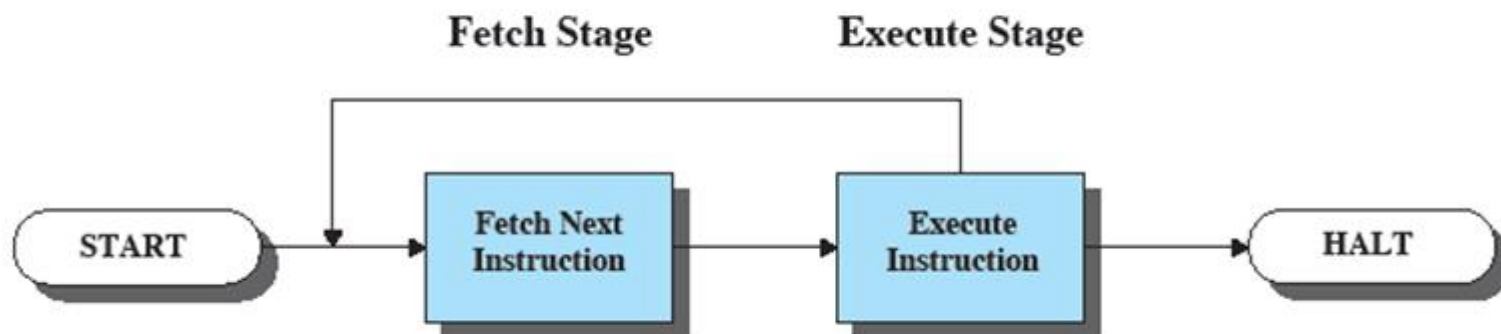 Fetch Stage
Execute Stage
START
Fetch Next
Instruction
Execute
Instruction
HALT